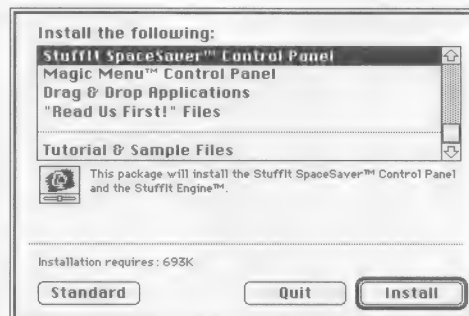 Install the following:
StuffIt SpaceSaver™ Control Panel
Magic Menu™ Control Panel
Drag & Drop Applications
"Read Us First!" Files
Tutorial & Sample Files
This package will install the StuffIt SpaceSaver™ Control Panel
and the StuffIt Engine™.
Installation requires: 693K
Standard
Quit
Install